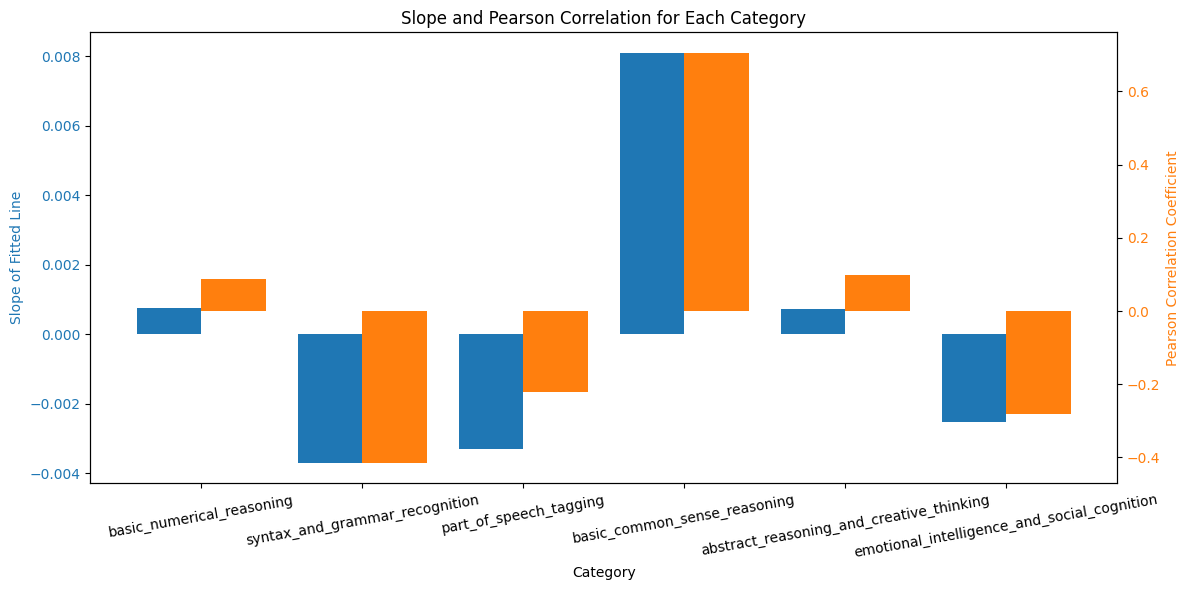 Slope and Pearson Correlation for Each Category
Slope of Fitted Line
0.008
0.006
0.004
0.002
0.000
−0.002
−0.004
0.6
0.4
0.2
0.0
−0.2
−0.4
Pearson Correlation Coefficient
basic_numerical_reasoning
syntax_and_grammar_recognition
part_of_speech_tagging
basic_common_sense_reasoning
abstract_reasoning_and_creative_thinking
emotional_intelligence_and_social_cognition
Category